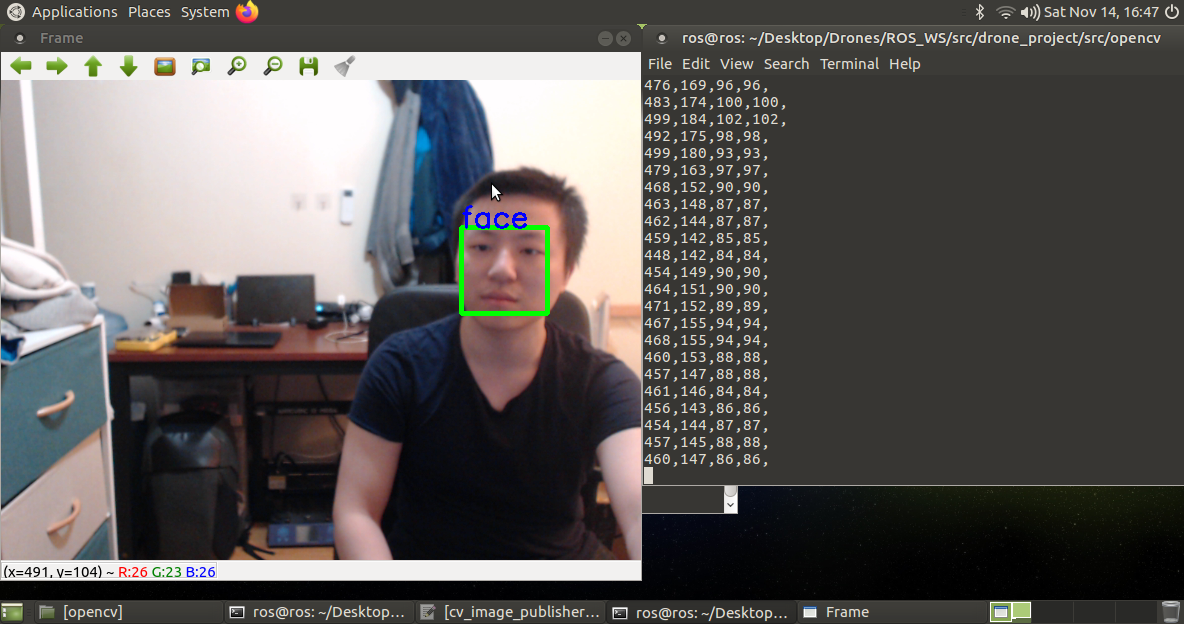 Applications Places System
Sat Nov 14, 16:47
Frame
ros@ros: ~/Desktop/Drones/ROS_WS/src/drone_project/src/opencv
File Edit View Search Terminal Help
face
476,169,96,96,
483,174,100,100,
499,184,102,102,
492,175,98,98,
499,180,93,93,
479,163,97,97,
468,152,90,90,
463,148,87,87,
462,144,87,87,
459,142,85,85,
448,142,84,84,
454,149,90,90,
464,151,90,90,
471,152,89,89,
467,155,94,94,
468,155,94,94,
460,153,88,88,
457,147,88,88,
461,146,84,84,
456,143,86,86,
454,144,87,87,
457,145,88,88,
460,147,86,86,
(x=491, y=104) ~ R:26 G:23 B:26
[opencv]
ros@ros: ~/Desktop...
[cv_image_publisher...
ros@ros: ~/Desktop...
Frame